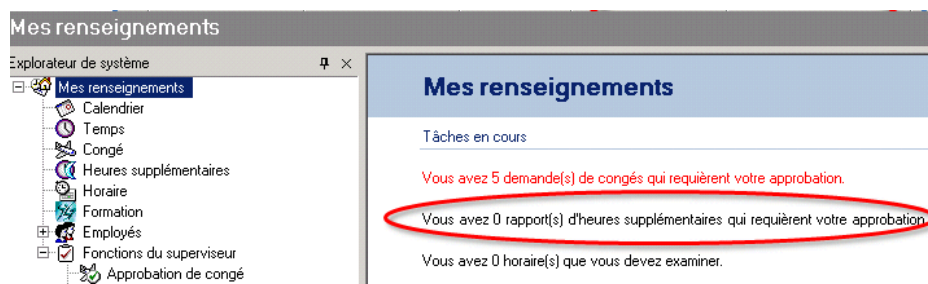 Mes renseignements
Explorateur de système
Mes renseignements
Calendrier
Temps
Congé
Heures supplémentaires
Horaire
Formation
Employés
Fonctions du superviseur
Approbation de congé
Mes renseignements
Tâches en cours
Vous avez 5 demande(s) de congés qui requièrent votre approbation.
Vous avez 0 rapport(s) d'heures supplémentaires qui requièrent votre approbation
Vous avez 0 horaire(s) que vous devez examiner.